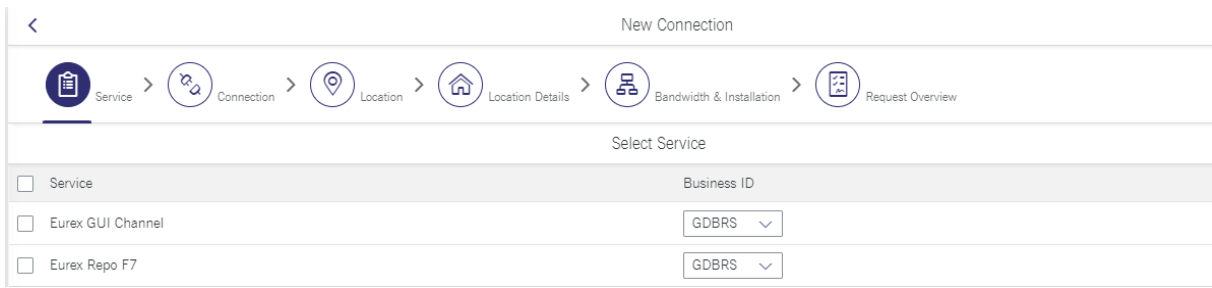 New Connection
Service Connection Location Location Details Bandwidth & Installation Request Overview
Select Service
Service Business ID
Eurex GUI Channel GDBRS
Eurex Repo F7 GDBRS